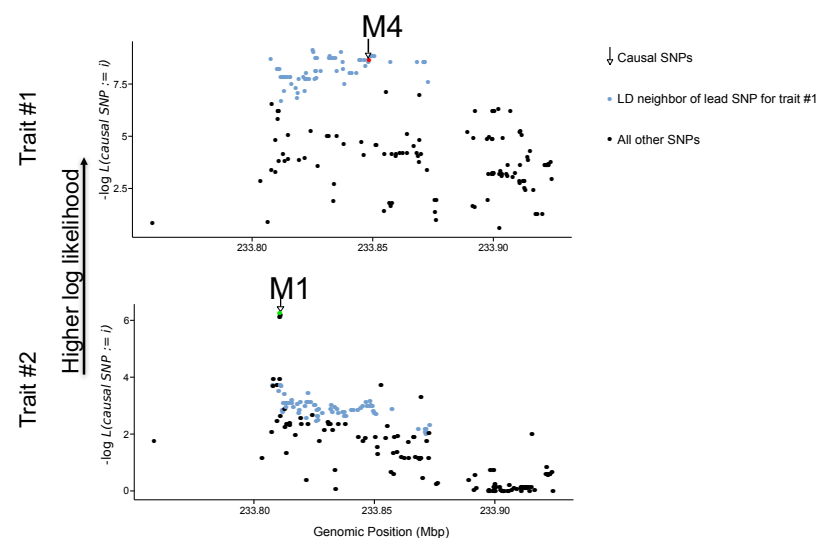 M4
Causal SNPs
LD neighbor of lead SNP for trait #1
All other SNPs
Trait #1
-log L(causal SNP := i)
7.5
5
2.5
233.80
233.85
233.90
Higher log likelihood
M1
Trait #2
-log L(causal SNP := i)
6
4
2
0
233.80
233.85
233.90
Genomic Position (Mbp)